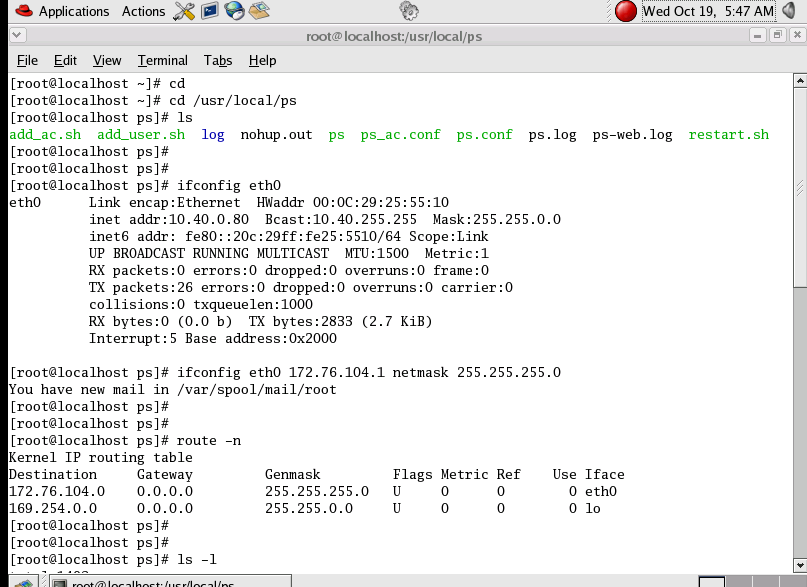 Applications Actions Wed Oct 19, 5:47 AM
root@localhost:/usr/local/ps
File Edit View Terminal Tabs Help
[root@localhost ~]# cd
[root@localhost ~]# cd /usr/local/ps
[root@localhost ps]# ls
add_ac.sh add_user.sh log nohup.out ps ps_ac.conf ps.conf ps.log ps-web.log restart.sh
[root@localhost ps]#
[root@localhost ps]#
[root@localhost ps]# ifconfig eth0
eth0 Link encap:Ethernet HWaddr 00:0C:29:25:55:10
inet addr:10.40.0.80 Bcast:10.40.255.255 Mask:255.255.0.0
inet6 addr: fe80::20c:29ff:fe25:5510/64 Scope:Link
UP BROADCAST RUNNING MULTICAST MTU:1500 Metric:1
RX packets:0 errors:0 dropped:0 overruns:0 frame:0
TX packets:26 errors:0 dropped:0 overruns:0 carrier:0
collisions:0 txqueuelen:1000
RX bytes:0 (0.0 b) TX bytes:2833 (2.7 KiB)
Interrupt:5 Base address:0x2000
[root@localhost ps]# ifconfig eth0 172.76.104.1 netmask 255.255.255.0
You have new mail in /var/spool/mail/root
[root@localhost ps]#
[root@localhost ps]#
[root@localhost ps]# route -n
Kernel IP routing table
Destination Gateway Genmask Flags Metric Ref Use Iface
172.76.104.0 0.0.0.0 255.255.255.0 U 0 0 0 eth0
169.254.0.0 0.0.0.0 255.255.0.0 U 0 0 0 lo
[root@localhost ps]#
[root@localhost ps]#
[root@localhost ps]# ls -l
root@localhost:/usr/local/ps